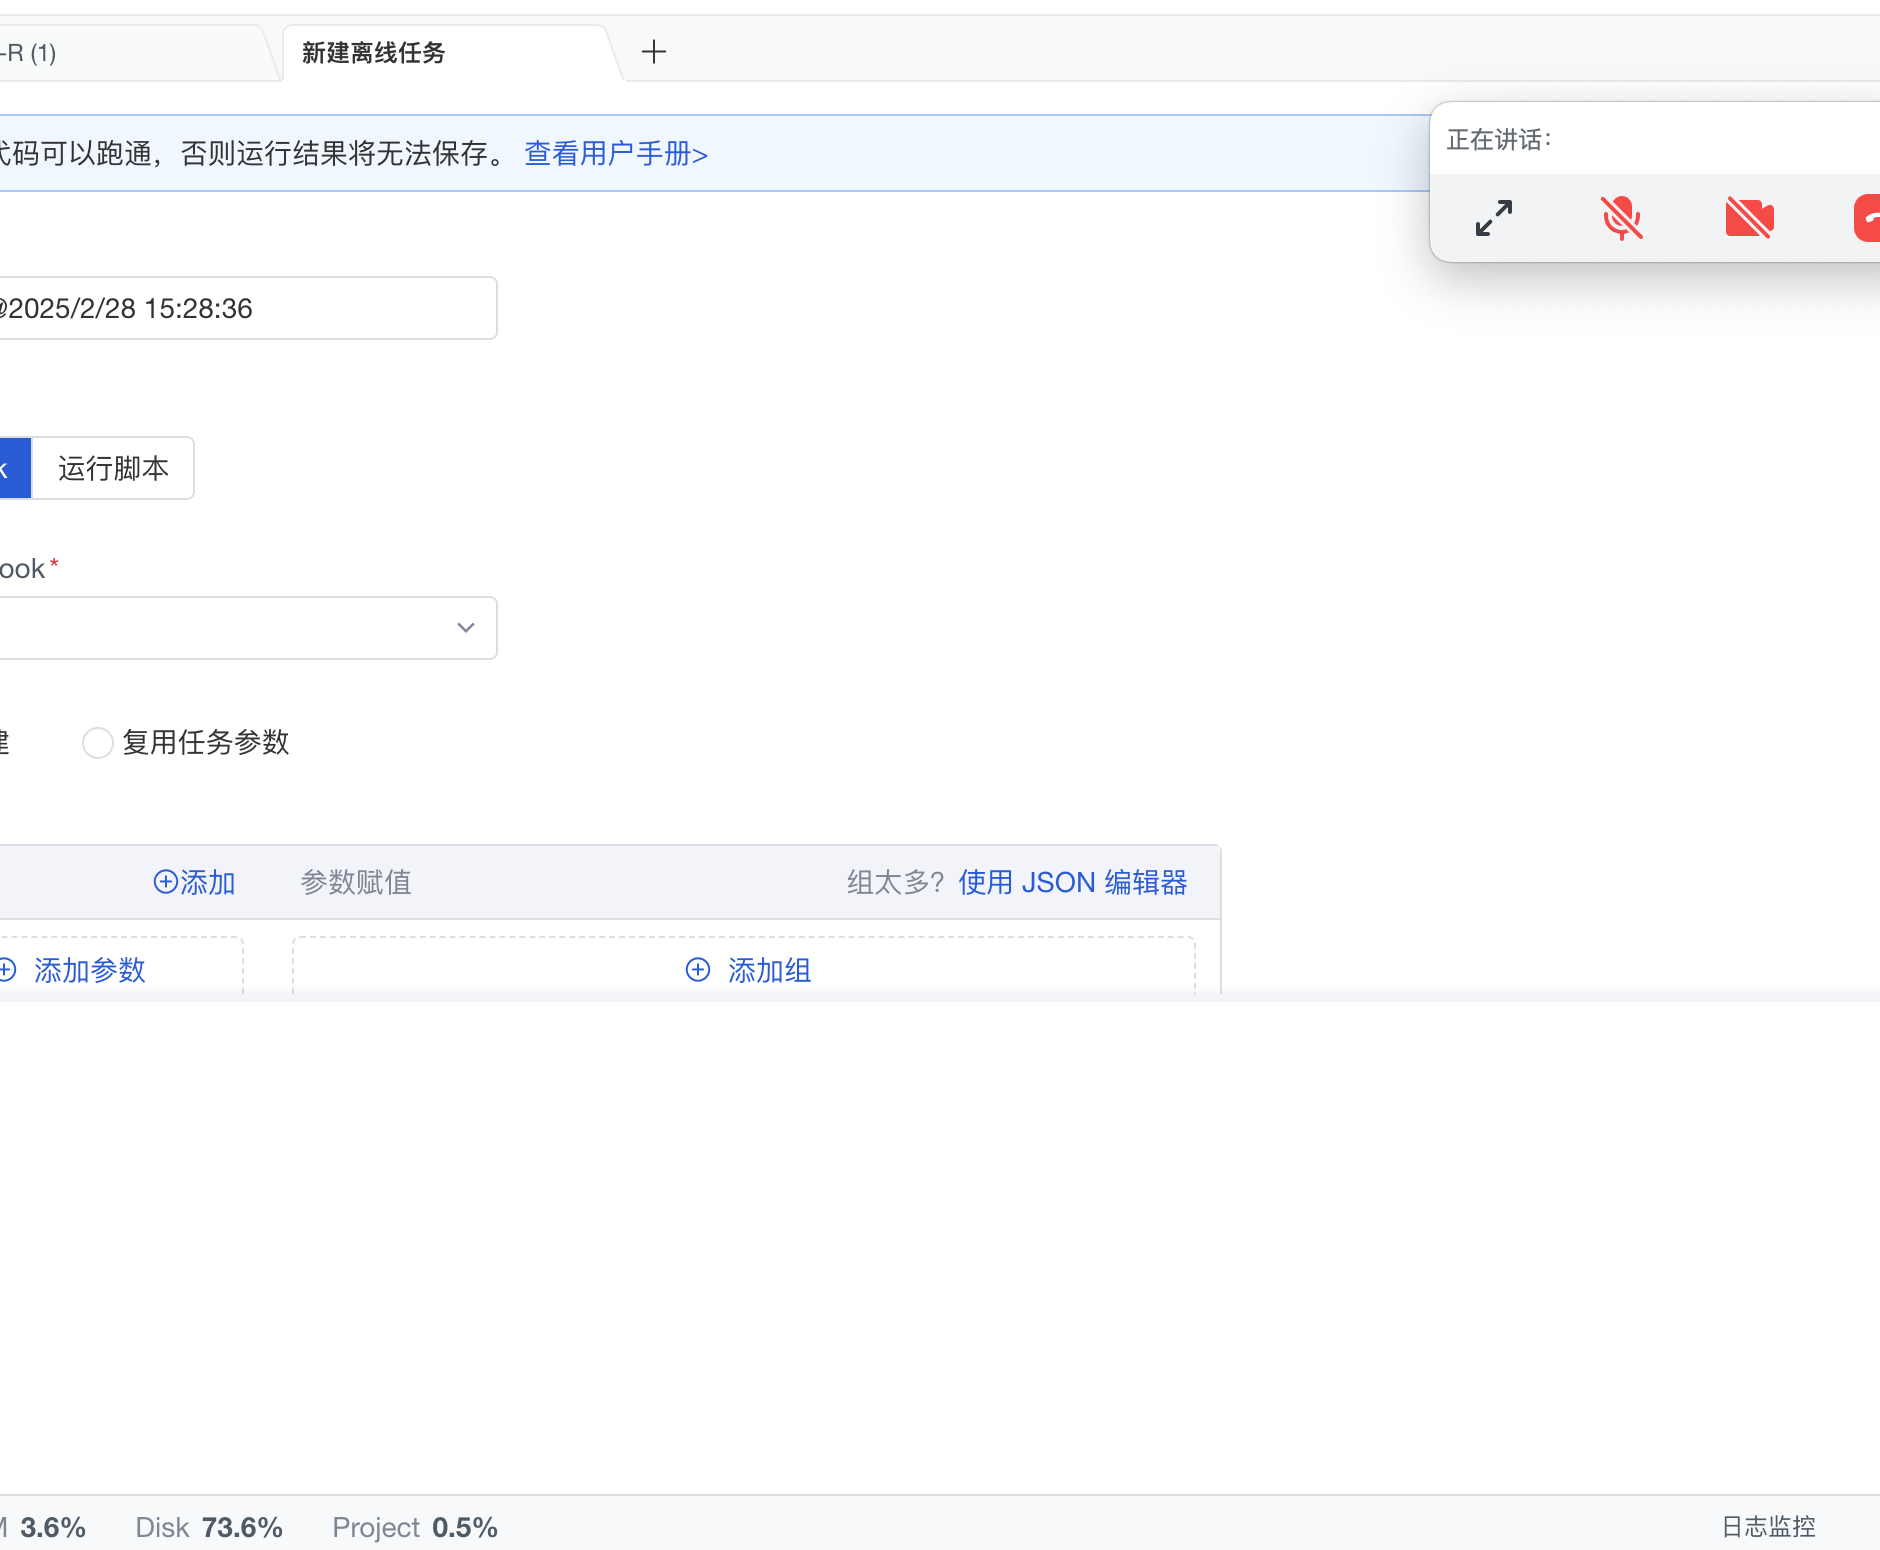 -R (1)
新建离线任务
代码可以跑通，否则运行结果将无法保存。 查看用户手册>
正在讲话：
@2025/2/28 15:28:36
k
运行脚本
ook*
建
复用任务参数
添加
参数赋值
组太多? 使用 JSON 编辑器
添加参数
添加组
M 3.6%
Disk 73.6%
Project 0.5%
日志监控